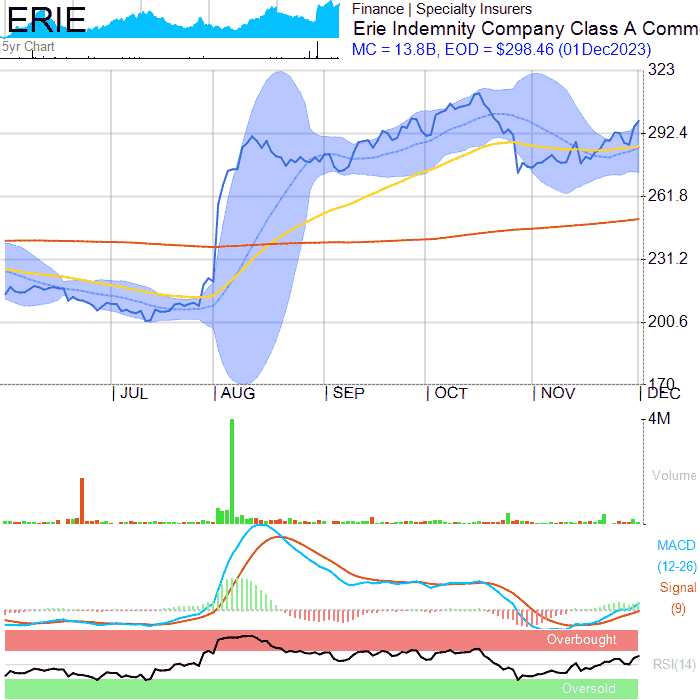 ERIE
5yr Chart
Finance | Specialty Insurers
Erie Indemnity Company Class A Comm
MC = 13.8B, EOD = $298.46 (01Dec2023)
323
292.4
261.8
231.2
200.6
170
JUL
AUG
SEP
OCT
NOV
DEC
4M
Volume
MACD
(12-26)
Signal
(9)
Overbought
RSI(14)
Oversold